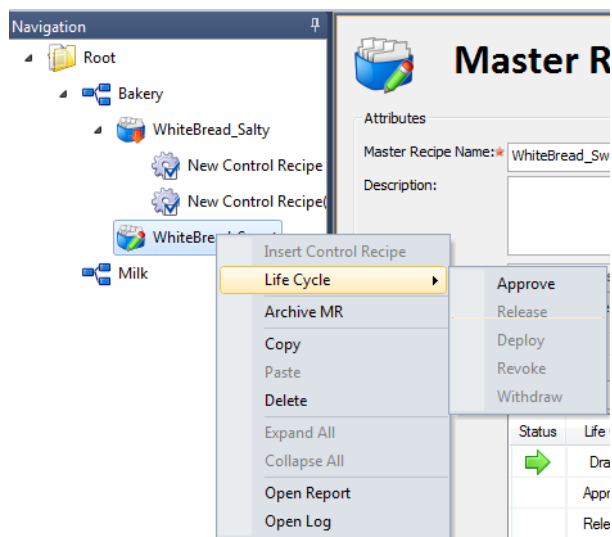 Navigation
Root
Bakery
WhiteBread_Salty
New Control Recipe
New Control Recipe(
Milk
Insert Control Recipe
Life Cycle
Archive MR
Copy
Paste
Delete
Expand All
Collapse All
Open Report
Open Log
Approve
Release
Deploy
Revoke
Withdraw
Master R
Attributes
Master Recipe Name:* WhiteBread_Sw
Description:
Status Life
Dra
Appr
Rele